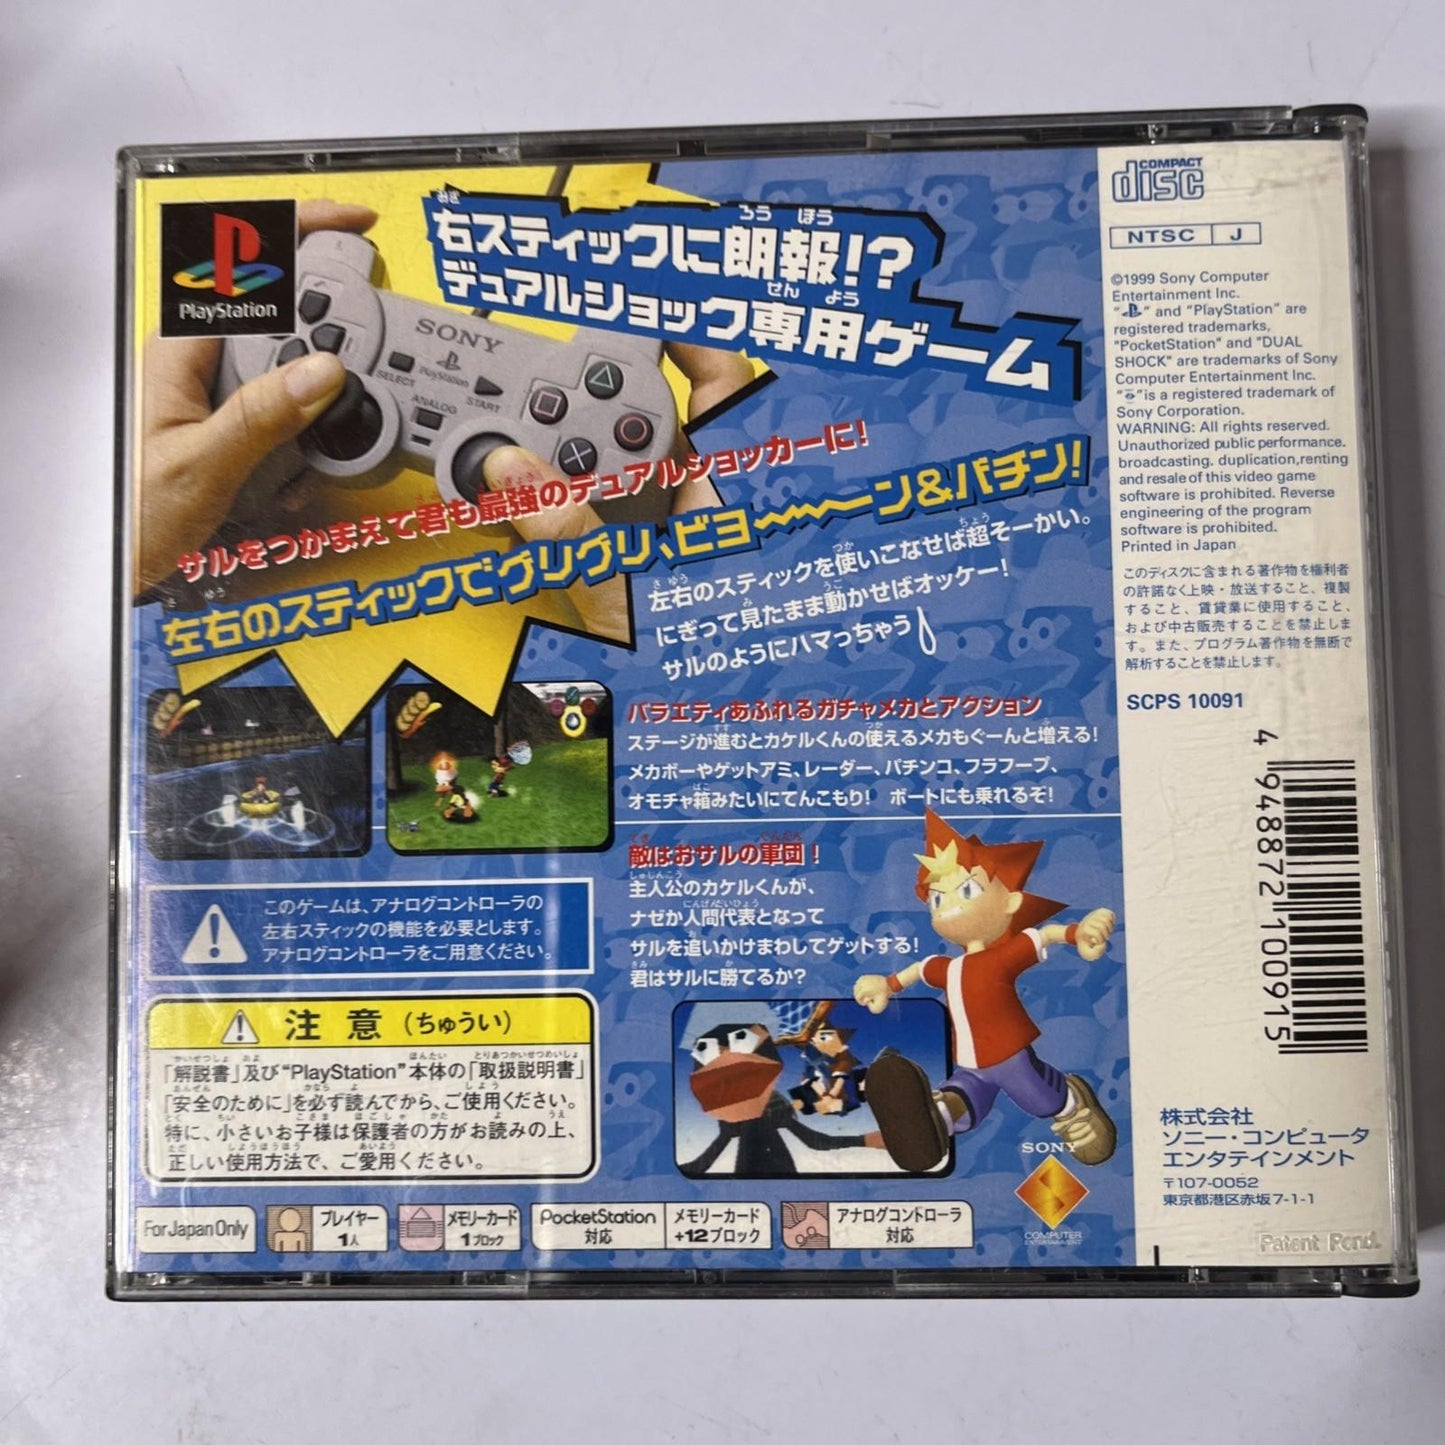 PlayStation
SONY
PlayStation
SELECT
ANALOG
START
右スティックに朗報!?
デュアルショック専用ゲーム
サルをつかまえて君も最強のデュアルショッカーに!
左右のスティックでグリグリ、ビヨ〜〜〜ン&パチン!
左右のスティックを使いこなせば超そーかい。
にぎって見たまま動かせばオッケー!
サルのようにハマっちゃう
バラエティあふれるガチャメカとアクション
ステージが進むとカケルくんの使えるメカもぐーんと増える!
メカボーやゲットアミ、レーダー、パチンコ、フラフープ、
オモチャ箱みたいにてんこもり! ボートにも乗れるぞ!
敵はおサルの軍団!
主人公のカケルくんが、
ナゼか人間代表となって
サルを追いかけまわしてゲットする!
君はサルに勝てるか?
このゲームは、アナログコントローラの
左右スティックの機能を必要とします。
アナログコントローラをご用意ください。
注意(ちゅうい)
「解説書」及び“PlayStation”本体の「取扱説明書」
「安全のために」を必ず読んでから、ご使用ください。
特に、小さいお子様は保護者の方がお読みの上、
正しい使用方法で、ご愛用ください。
For Japan Only
プレイヤー
1人
メモリーカード
1ブロック
PocketStation
対応
メモリーカード
+12ブロック
アナログコントローラ
対応
SONY
COMPUTER
ENTERTAINMENT
COMPACT
disc
NTSC J
©1999 Sony Computer
Entertainment Inc.
" " and "PlayStation" are
registered trademarks,
"PocketStation" and "DUAL
SHOCK" are trademarks of Sony
Computer Entertainment Inc.
" "is a registered trademark of
Sony Corporation.
WARNING: All rights reserved.
Unauthorized public performance.
broadcasting. duplication,renting
and resale of this video game
software is prohibited. Reverse
engineering of the program
software is prohibited.
Printed in Japan
このディスクに含まれる著作物を権利者
の許諾なく上映・放送すること、複製
すること、賃貸業に使用すること、
および中古販売することを禁止しま
す。また、プログラム著作物を無断で
解析することを禁止します。
SCPS 10091
4 948872 100915
株式会社
ソニー・コンピュータ
エンタテインメント
〒107-0052
東京都港区赤坂7-1-1
Patent Pend.